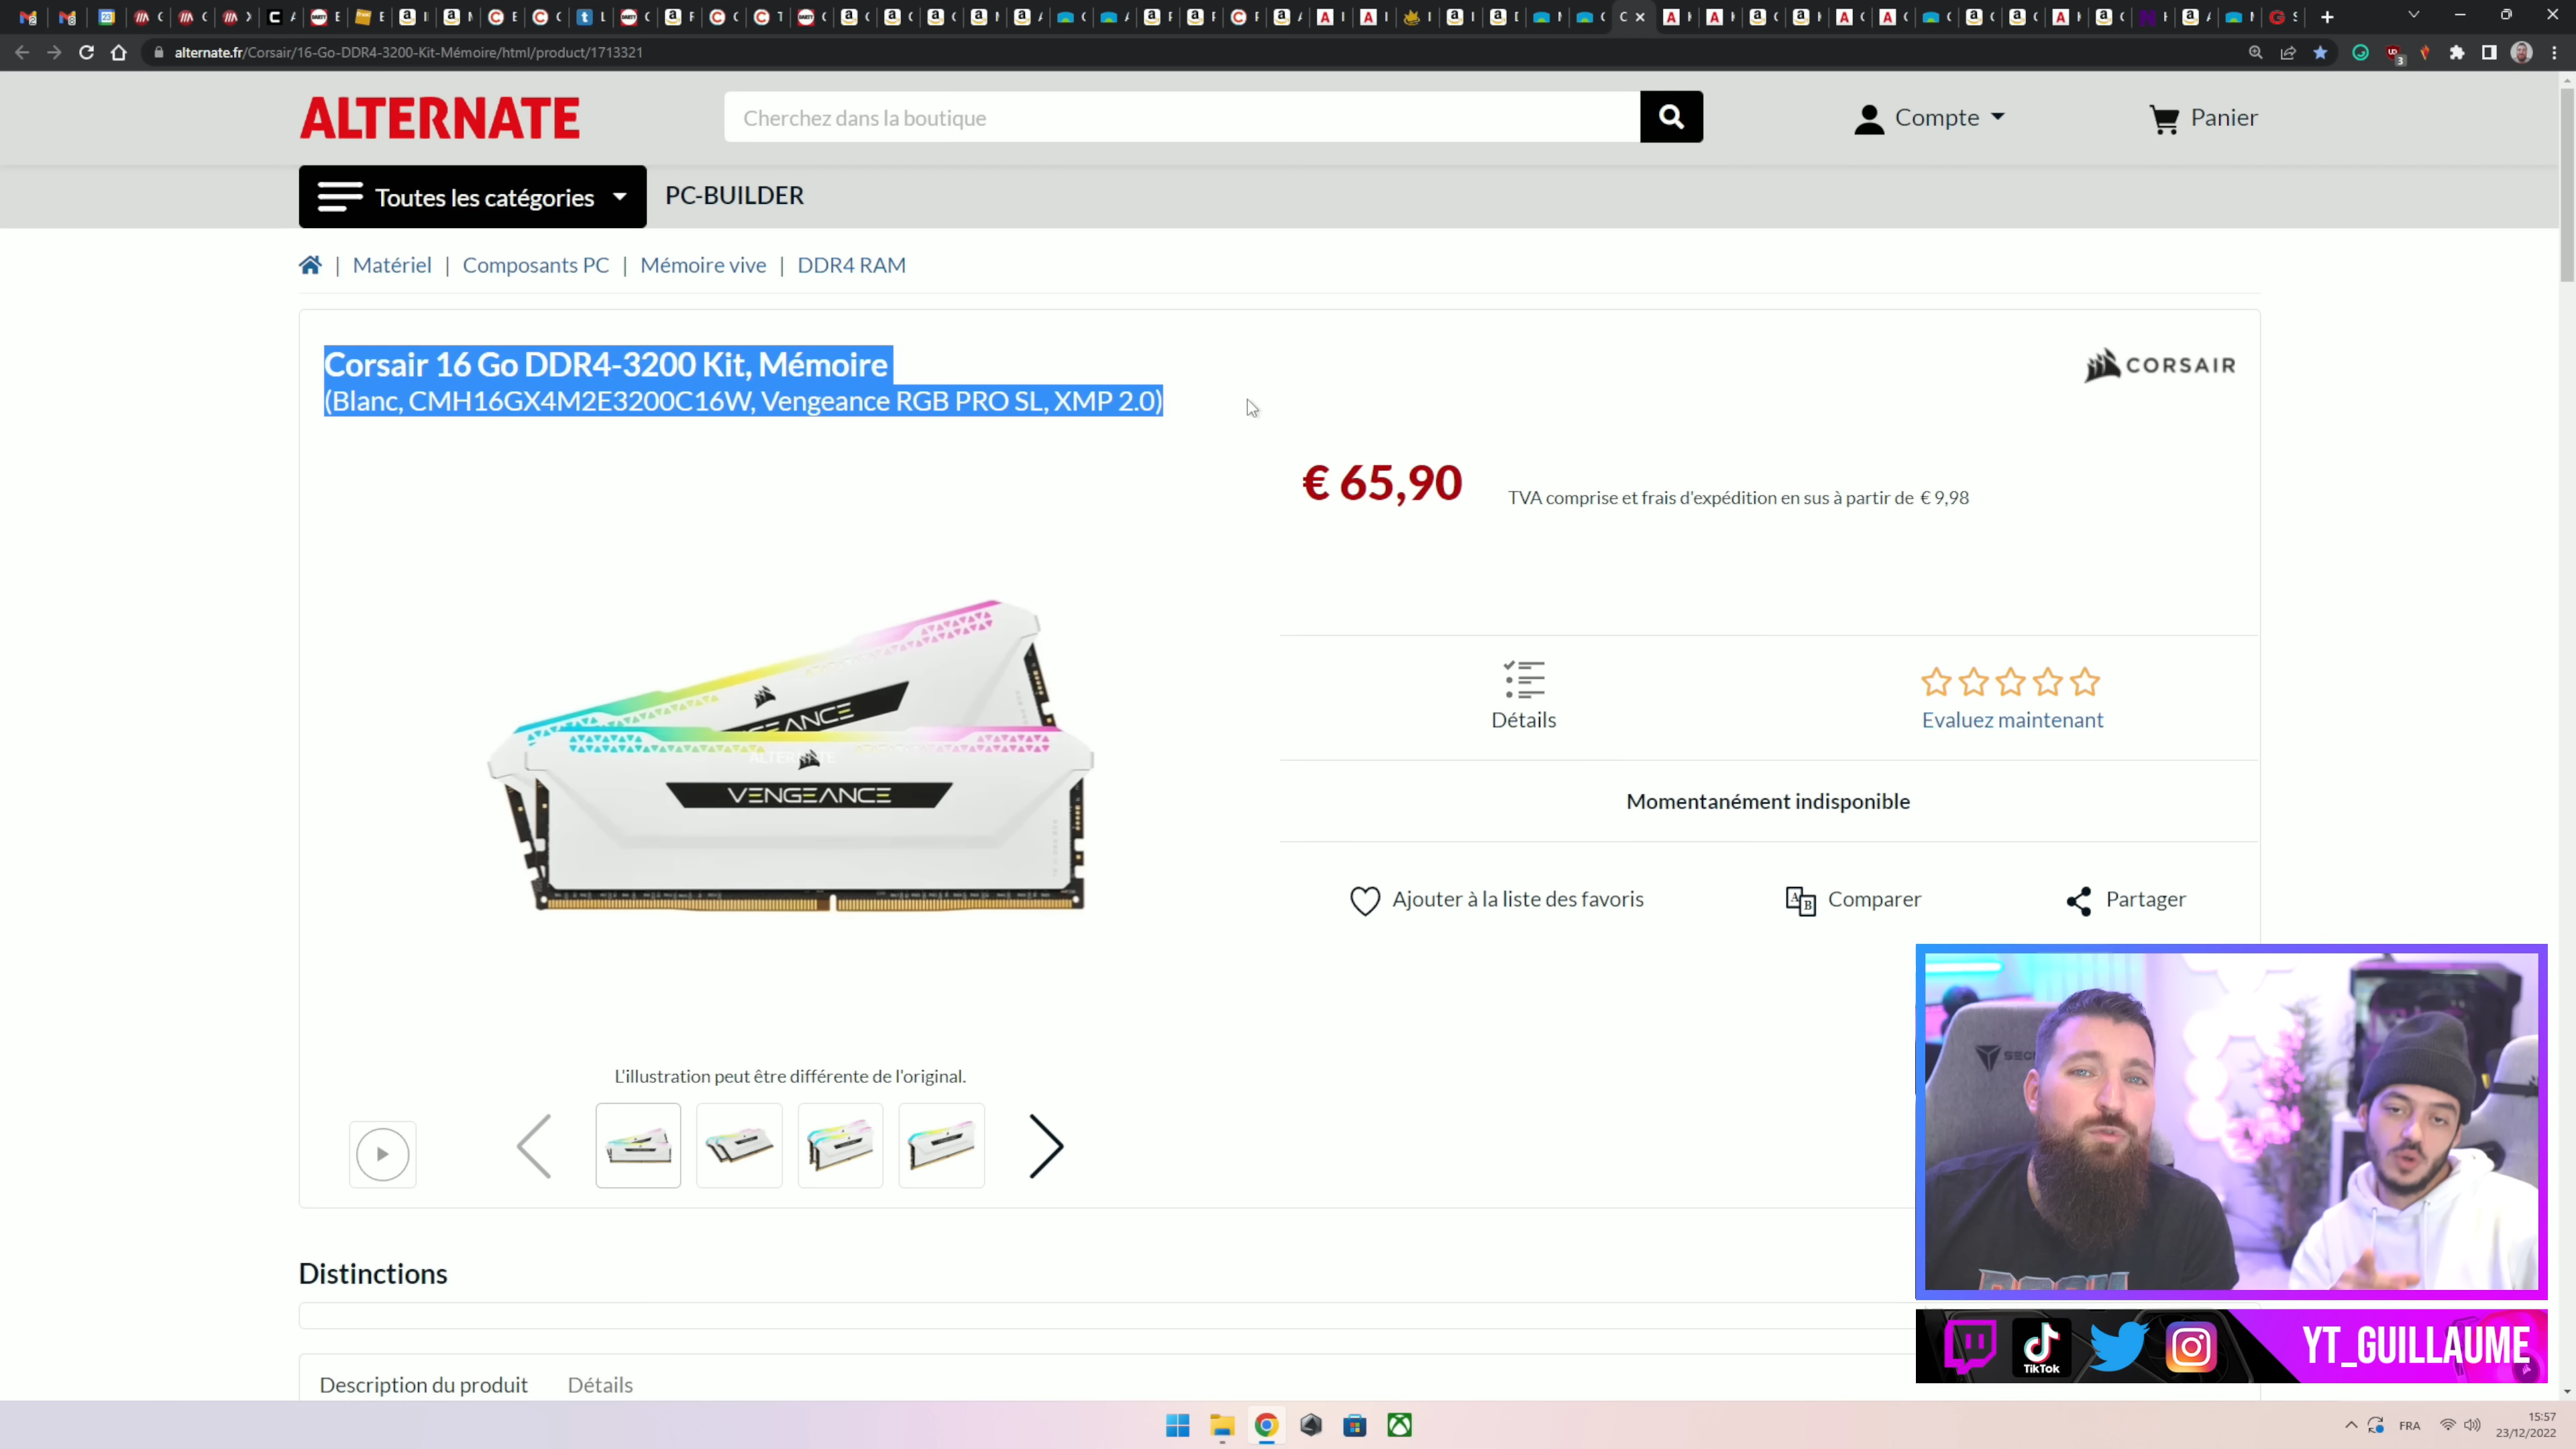 alternate.fr/Corsair/16-Go-DDR4-3200-Kit-Mémoire/html/product/1713321
ALTERNATE
Cherchez dans la boutique
Compte
Panier
Toutes les catégories
PC-BUILDER
| Matériel | Composants PC | Mémoire vive | DDR4 RAM
Corsair 16 Go DDR4-3200 Kit, Mémoire
(Blanc, CMH16GX4M2E3200C16W, Vengeance RGB PRO SL, XMP 2.0)
CORSAIR
€ 65,90
TVA comprise et frais d'expédition en sus à partir de € 9,98
Détails
Evaluez maintenant
Momentanément indisponible
Ajouter à la liste des favoris
Comparer
Partager
VENGEANCE
ALTERNATE
L'illustration peut être différente de l'original.
Distinctions
Description du produit
Détails
TikTok
YT_GUILLAUME
FRA
15:57
23/12/2022